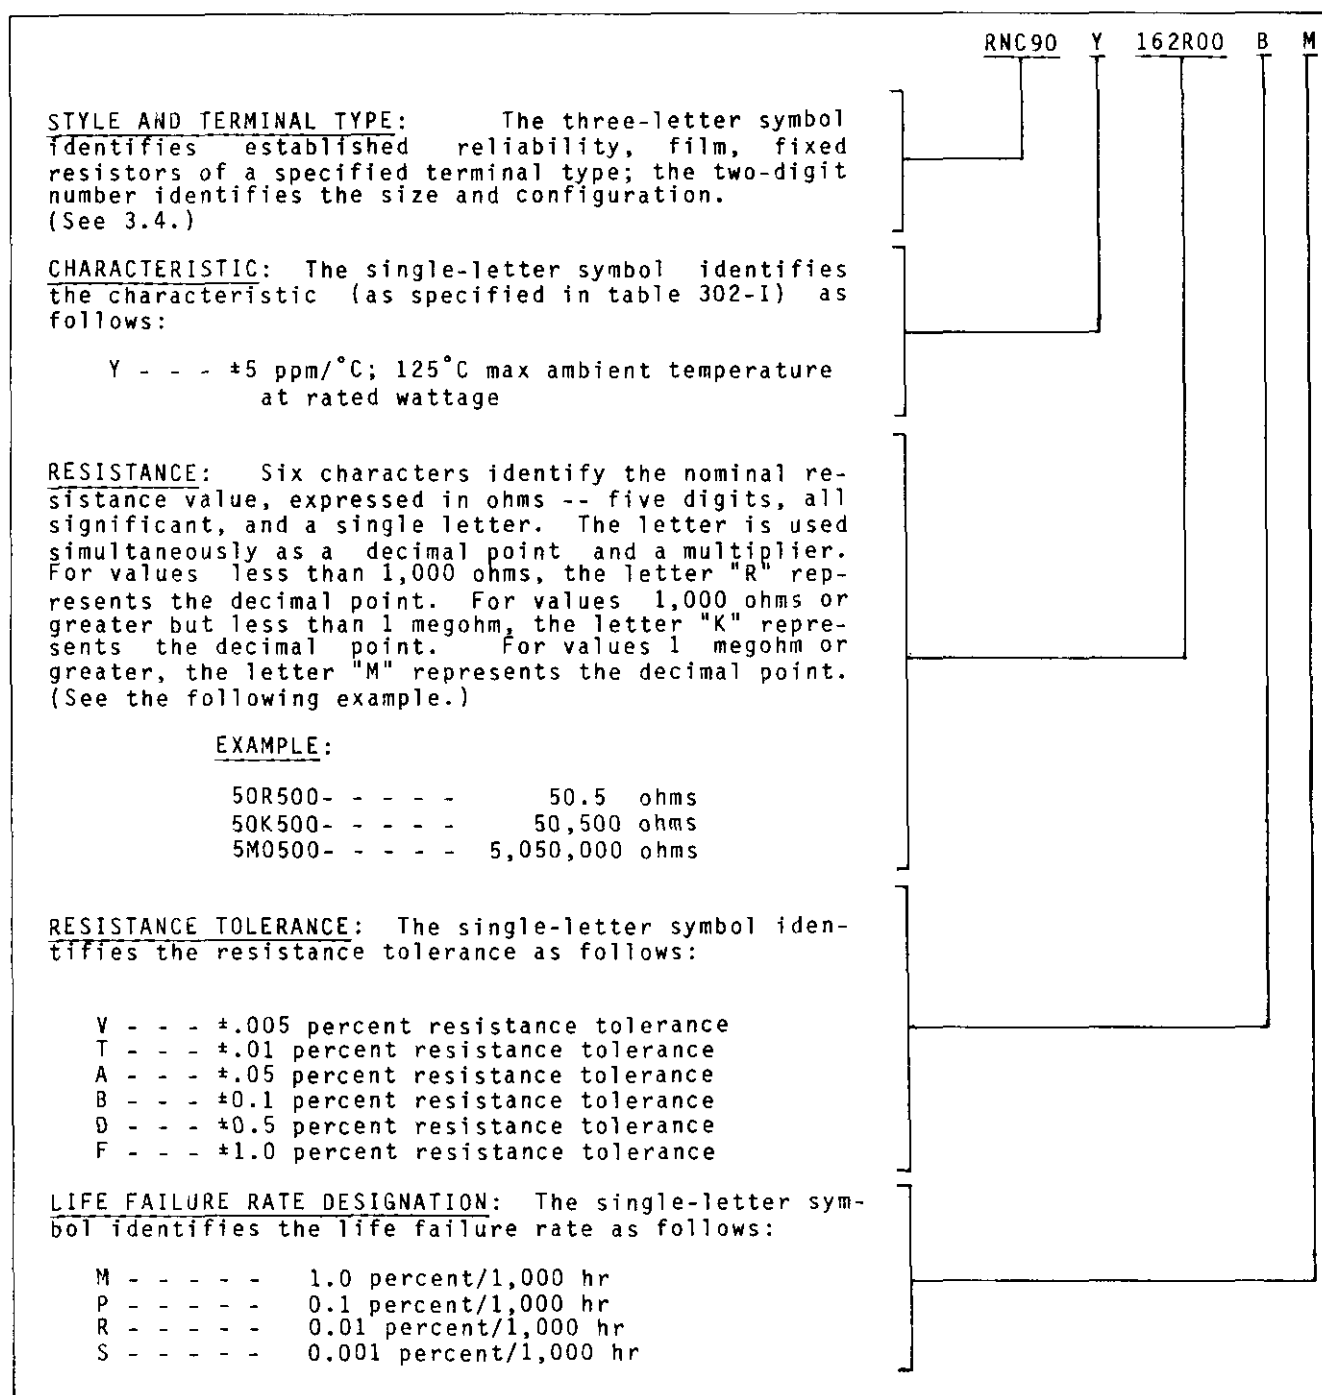 RNC90 Y 162R00 B M
STYLE AND TERMINAL TYPE: The three-letter symbol
identifies established reliability, film, fixed
resistors of a specified terminal type; the two-digit
number identifies the size and configuration.
(See 3.4.)
CHARACTERISTIC: The single-letter symbol identifies
the characteristic (as specified in table 302-I) as
follows:
Y - - - ±5 ppm/°C; 125°C max ambient temperature
at rated wattage
RESISTANCE: Six characters identify the nominal re-
sistance value, expressed in ohms -- five digits, all
significant, and a single letter. The letter is used
simultaneously as a decimal point and a multiplier.
For values less than 1,000 ohms, the letter "R" rep-
resents the decimal point. For values 1,000 ohms or
greater but less than 1 megohm, the letter "K" repre-
sents the decimal point. For values 1 megohm or
greater, the letter "M" represents the decimal point.
(See the following example.)
EXAMPLE:
50R500- - - - - 50.5 ohms
50K500- - - - - 50,500 ohms
5M0500- - - - - 5,050,000 ohms
RESISTANCE TOLERANCE: The single-letter symbol iden-
tifies the resistance tolerance as follows:
V - - - ±.005 percent resistance tolerance
T - - - ±.01 percent resistance tolerance
A - - - ±.05 percent resistance tolerance
B - - - ±0.1 percent resistance tolerance
D - - - ±0.5 percent resistance tolerance
F - - - ±1.0 percent resistance tolerance
LIFE FAILURE RATE DESIGNATION: The single-letter sym-
bol identifies the life failure rate as follows:
M - - - - - 1.0 percent/1,000 hr
P - - - - - 0.1 percent/1,000 hr
R - - - - - 0.01 percent/1,000 hr
S - - - - - 0.001 percent/1,000 hr